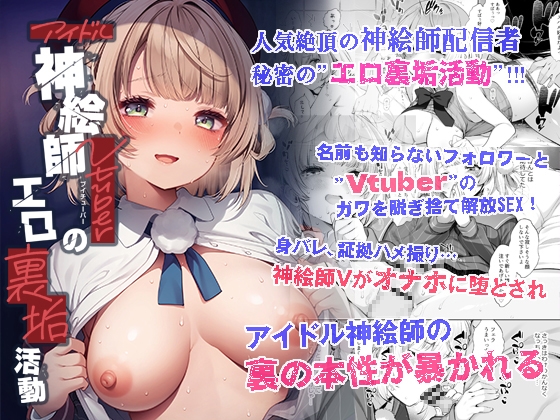 アイドル
神絵師
Vtuber
ブイチューバー
の
エロ裏垢
活動
人気絶頂の神絵師配信者
秘密の”エロ裏垢活動”!!!
名前も知らないフォロワーと
”Vtuber”の
ガワを脱ぎ捨て解放SEX!
身バレ、証拠ハメ撮り…
神絵師Vがオナホに堕とされ
アイドル神絵師の
裏の本性が暴かれる